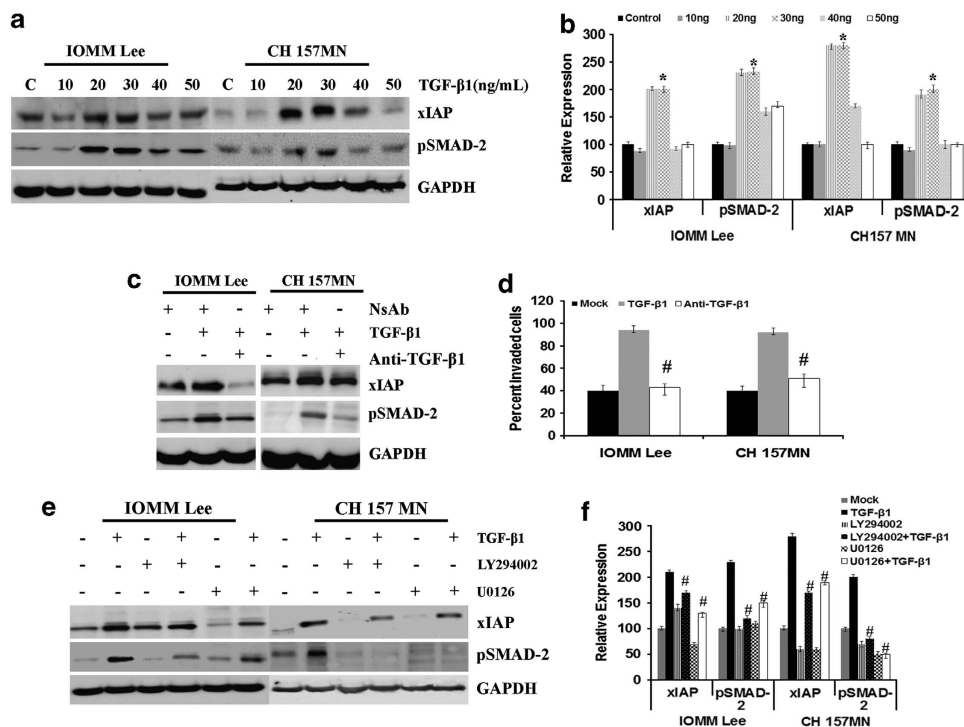 a
IOMM Lee
CH 157MN
C 10 20 30 40 50 C 10 20 30 40 50 TGF-β1(ng/mL)
xIAP
pSMAD-2
GAPDH
b
Control 10ng 20ng 30ng 40ng 50ng
Relative Expression
300
250
200
150
100
50
0
* * * *
xIAP pSMAD-2 xIAP pSMAD-2
IOMM Lee CH157 MN
c
IOMM Lee CH 157MN
+ + - + + - NsAb
- + + - + + TGF-β1
- - + - - + Anti-TGF-β1
xIAP
pSMAD-2
GAPDH
d
Mock TGF-β1 Anti-TGF-β1
Percent invaded cells
120
100
80
60
40
20
0
# #
IOMM Lee CH 157MN
e
IOMM Lee CH 157 MN
- + - + - + - + - + - + TGF-β1
- - + + - - - - + + - - LY294002
- - - - + + - - - - + + U0126
xIAP
pSMAD-2
GAPDH
f
Mock
TGF-β1
LY294002
LY294002+TGF-β1
U0126
U0126+TGF-β1
Relative Expression
300
250
200
150
100
50
0
# # # # # # # #
xIAP pSMAD-2 xIAP pSMAD-2
IOMM Lee CH 157MN